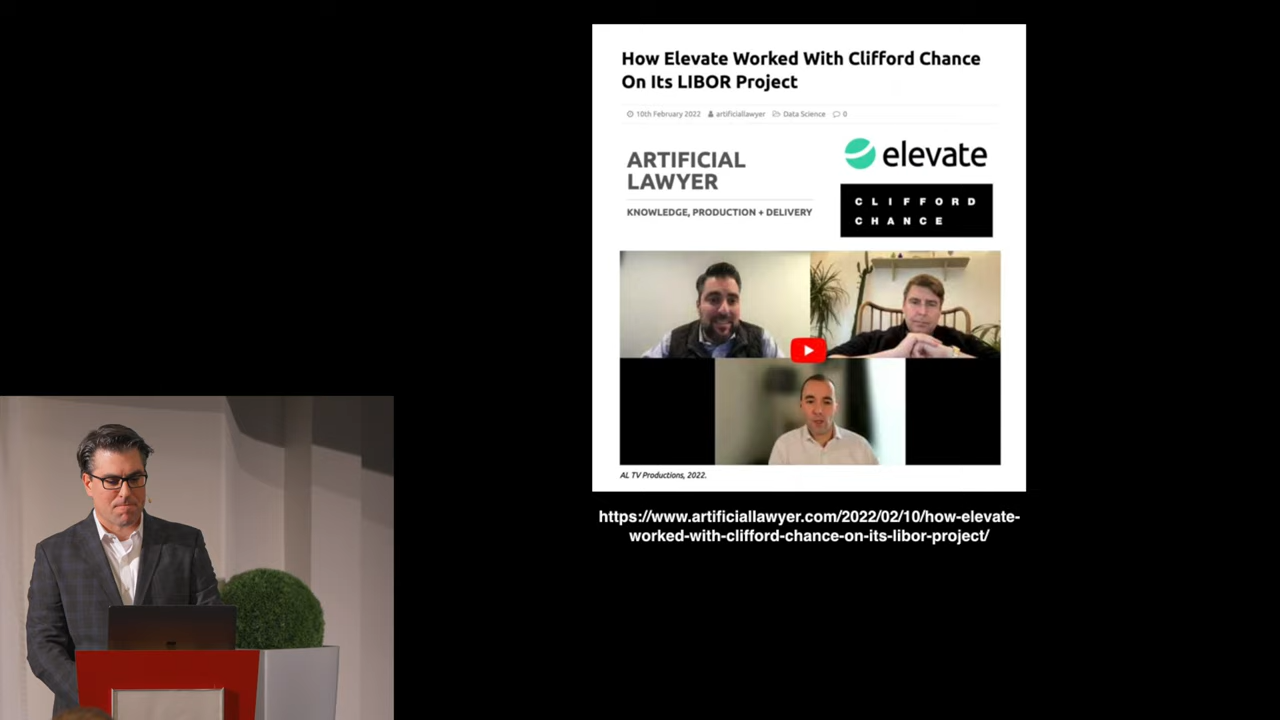 How Elevate Worked With Clifford Chance
On Its LIBOR Project
10th February 2022 artificiallawyer Data Science 0
ARTIFICIAL
LAWYER
KNOWLEDGE, PRODUCTION + DELIVERY
elevate
CLIFFORD
CHANCE
AL TV Productions, 2022.
https://www.artificiallawyer.com/2022/02/10/how-elevate-
worked-with-clifford-chance-on-its-libor-project/